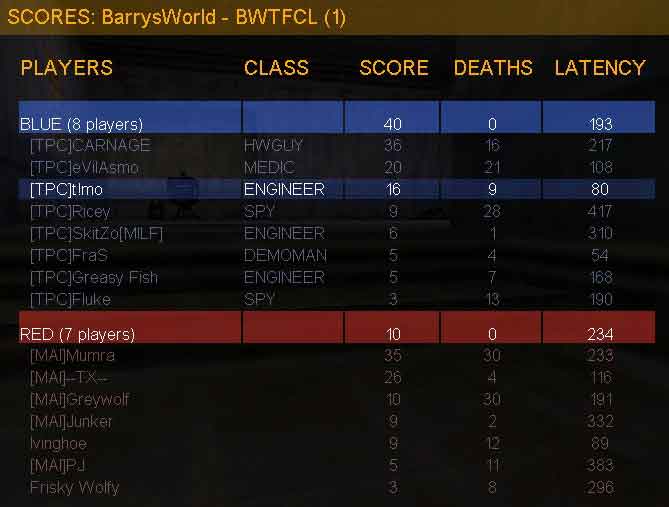 SCORES: BarrysWorld - BWTFCL (1)
PLAYERS CLASS SCORE DEATHS LATENCY
BLUE (8 players) 40 0 193
[TPC]CARNAGE HWGUY 36 16 217
[TPC]eVilAsmo MEDIC 20 21 108
[TPC]t!mo ENGINEER 16 9 80
[TPC]Ricey SPY 9 28 417
[TPC]SkitZo[MILF] ENGINEER 6 1 310
[TPC]FraS DEMOMAN 5 4 54
[TPC]Greasy Fish ENGINEER 5 7 168
[TPC]Fluke SPY 3 13 190
RED (7 players) 10 0 234
[MAI]Mumra 35 30 233
[MAI]--TX-- 26 4 116
[MAI]Greywolf 10 30 191
[MAI]Junker 9 2 332
Ivinghoe 9 12 89
[MAI]PJ 5 11 383
Frisky Wolfy 3 8 296